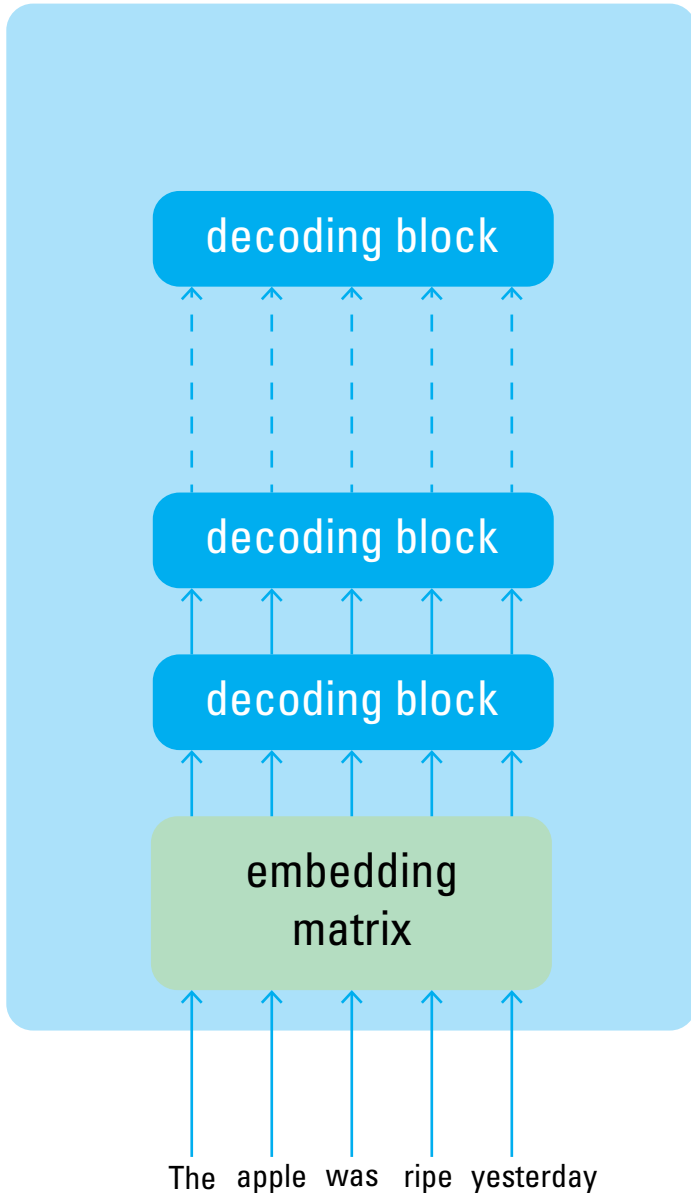 decoding block
decoding block
decoding block
embedding
matrix
The apple was ripe yesterday